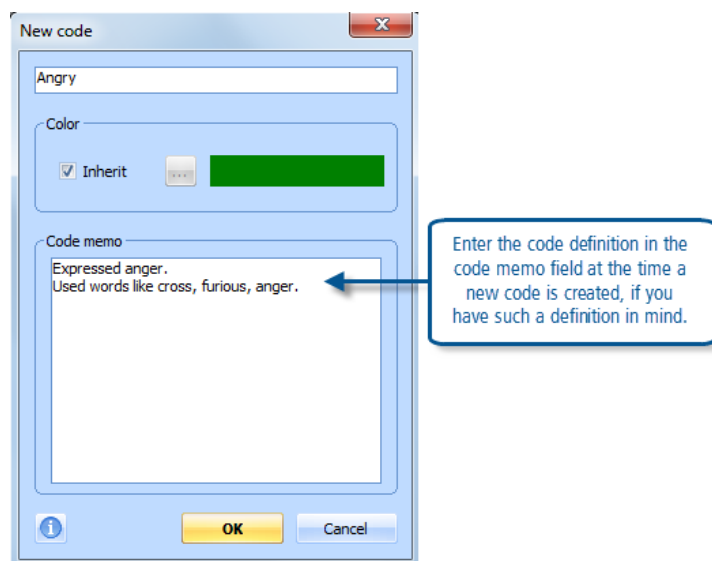 New code
Angry
Color
Inherit
...
Code memo
Expressed anger.
Used words like cross, furious, anger.
Enter the code definition in the
code memo field at the time a
new code is created, if you
have such a definition in mind.
OK
Cancel